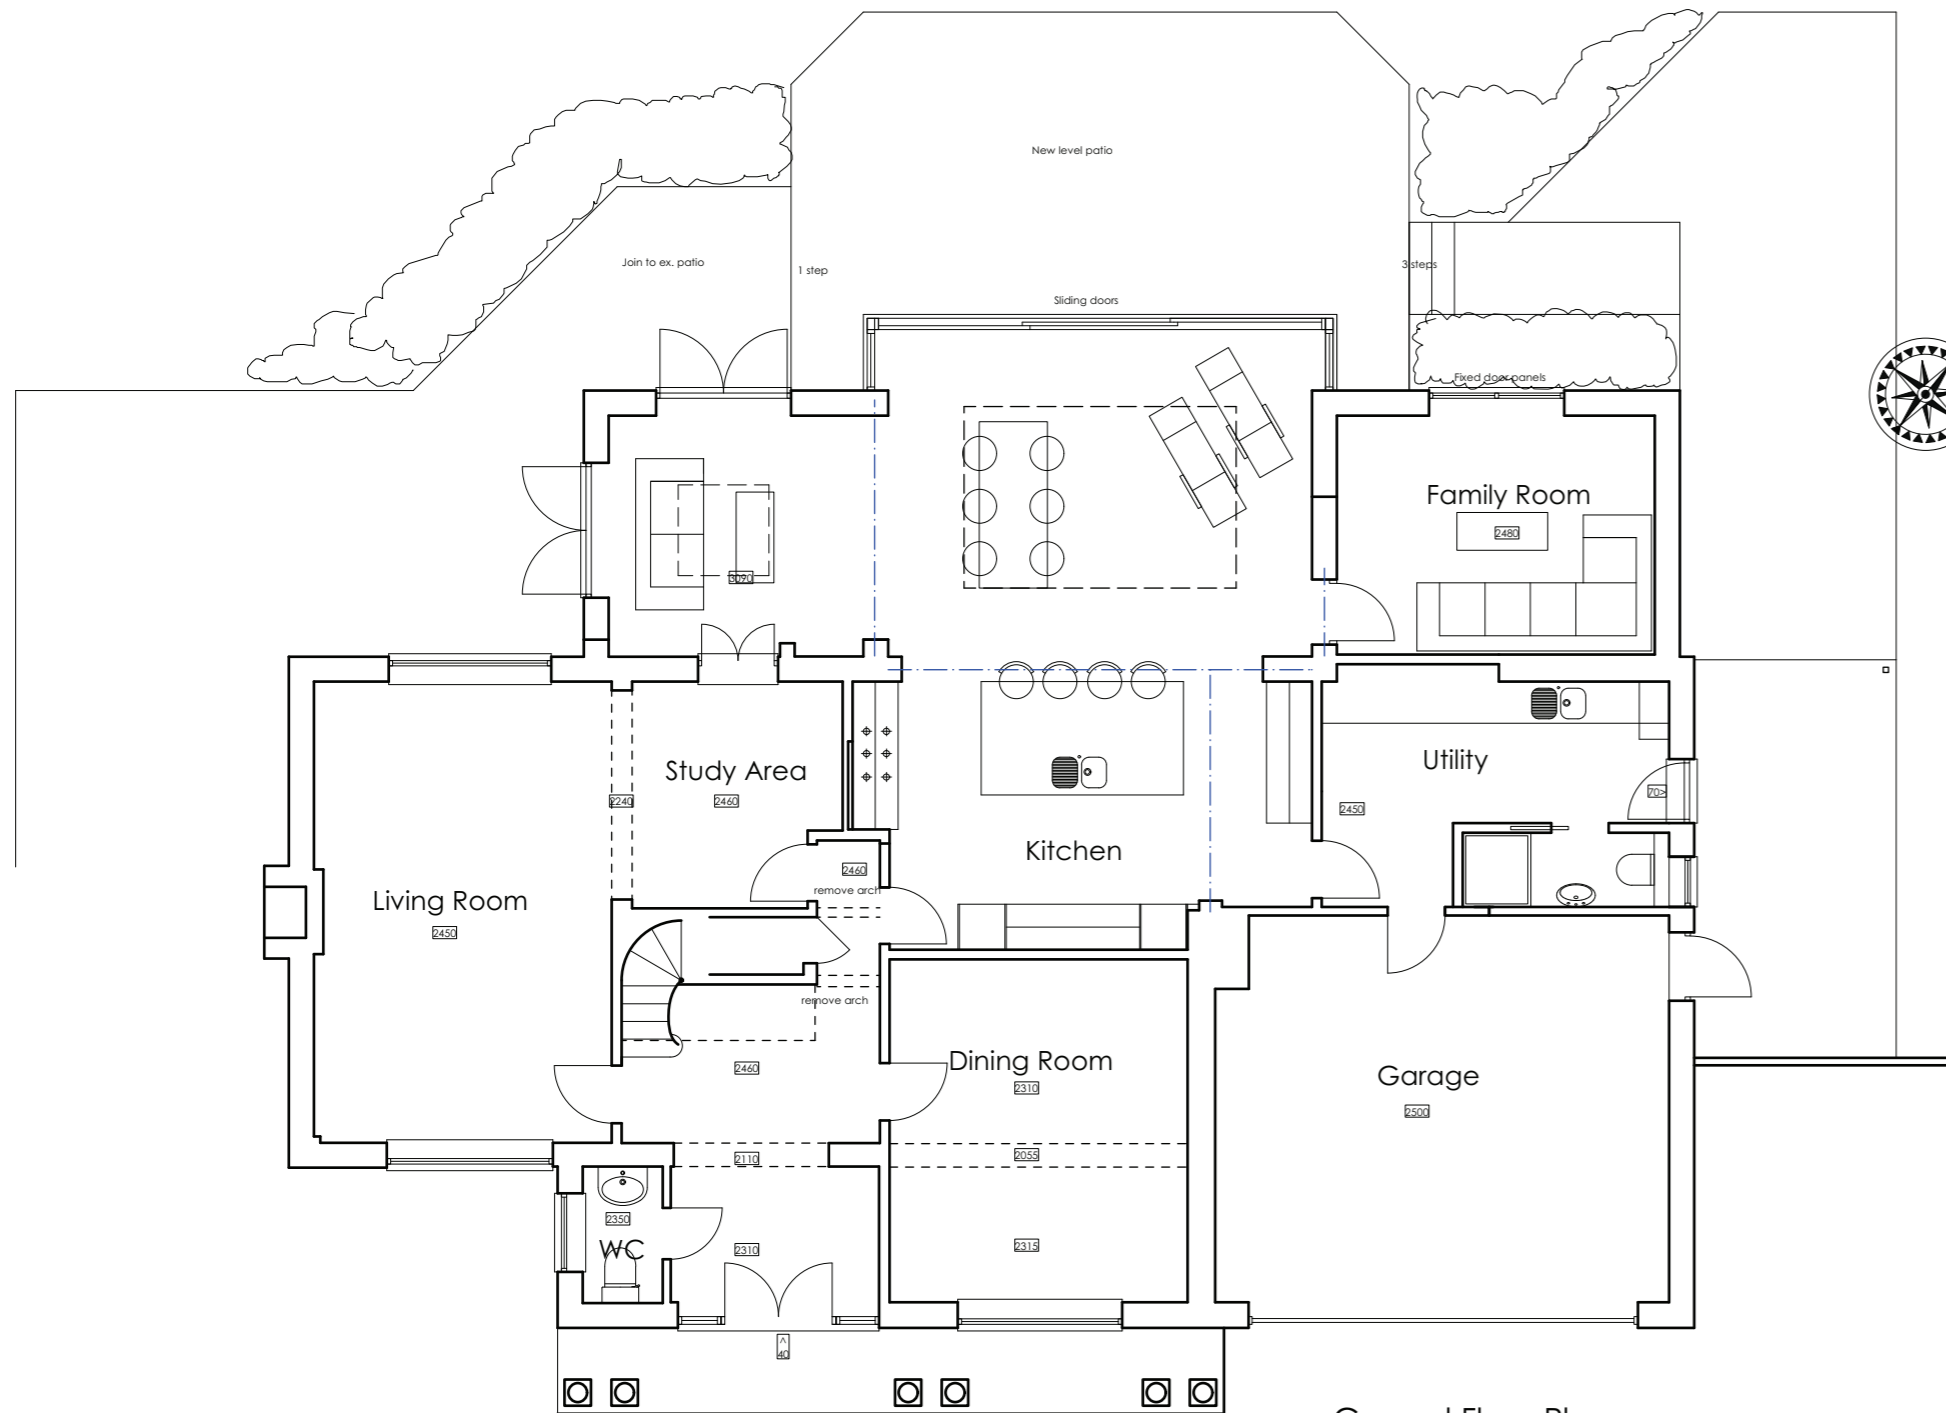 New level patio
Join to ex. patio
1 step
3 steps
Sliding doors
Fixed door panels
Family Room
2480
3090
Study Area
2240
2460
Utility
70>
2450
Kitchen
2460
remove arch
Living Room
2450
remove arch
2460
Dining Room
2310
Garage
2500
2110
2055
2350
WC
2310
2315
^
40